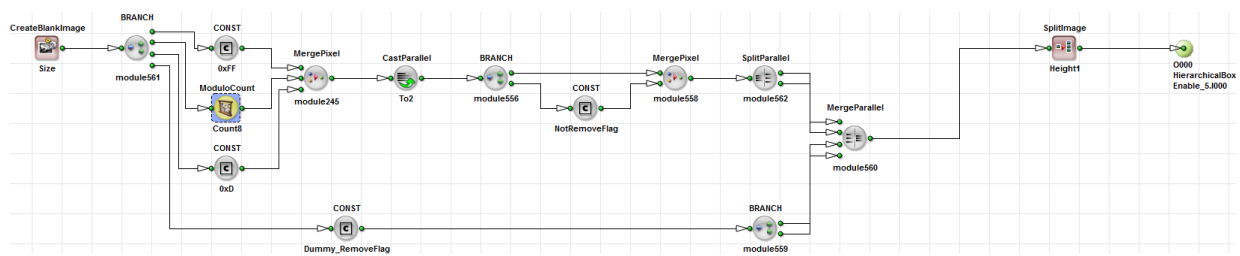 CreateBlankImage
Size
BRANCH
module561
CONST
0xFF
ModuloCount
Count8
CONST
0xD
MergePixel
module245
CastParallel
To2
BRANCH
module556
CONST
NotRemoveFlag
MergePixel
module558
SplitParallel
module562
MergeParallel
module560
CONST
Dummy_RemoveFlag
BRANCH
module559
SplitImage
Height1
O000
HierarchicalBox
Enable_5.I000